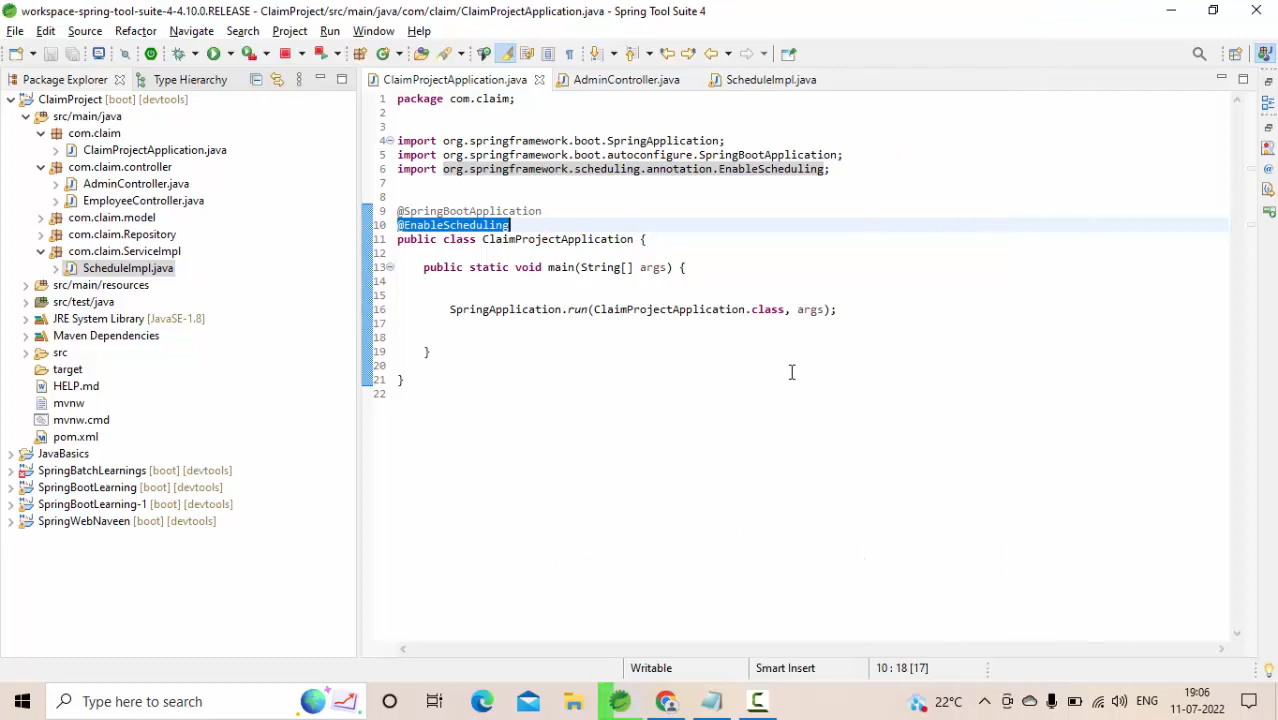 workspace-spring-tool-suite-4-4.10.0.RELEASE - ClaimProject/src/main/java/com/claim/ClaimProjectApplication.java - Spring Tool Suite 4
File Edit Source Refactor Navigate Search Project Run Window Help
Package Explorer Type Hierarchy
ClaimProject [boot] [devtools]
src/main/java
com.claim
ClaimProjectApplication.java
com.claim.controller
AdminController.java
EmployeeController.java
com.claim.model
com.claim.Repository
com.claim.ServiceImpl
ScheduleImpl.java
src/main/resources
src/test/java
JRE System Library [JavaSE-1.8]
Maven Dependencies
src
target
HELP.md
mvnw
mvnw.cmd
pom.xml
JavaBasics
SpringBatchLearnings [boot] [devtools]
SpringBootLearning [boot] [devtools]
SpringBootLearning-1 [boot] [devtools]
SpringWebNaveen [boot] [devtools]
ClaimProjectApplication.java AdminController.java ScheduleImpl.java
1 package com.claim;
2
3
4 import org.springframework.boot.SpringApplication;
5 import org.springframework.boot.autoconfigure.SpringBootApplication;
6 import org.springframework.scheduling.annotation.EnableScheduling;
7
8
9 @SpringBootApplication
10 @EnableScheduling
11 public class ClaimProjectApplication {
12
13 public static void main(String[] args) {
14
15
16 SpringApplication.run(ClaimProjectApplication.class, args);
17
18
19 }
20
21 }
22
Writable Smart Insert 10 : 18 [17]
Type here to search
22°C ENG 19:06
11-07-2022